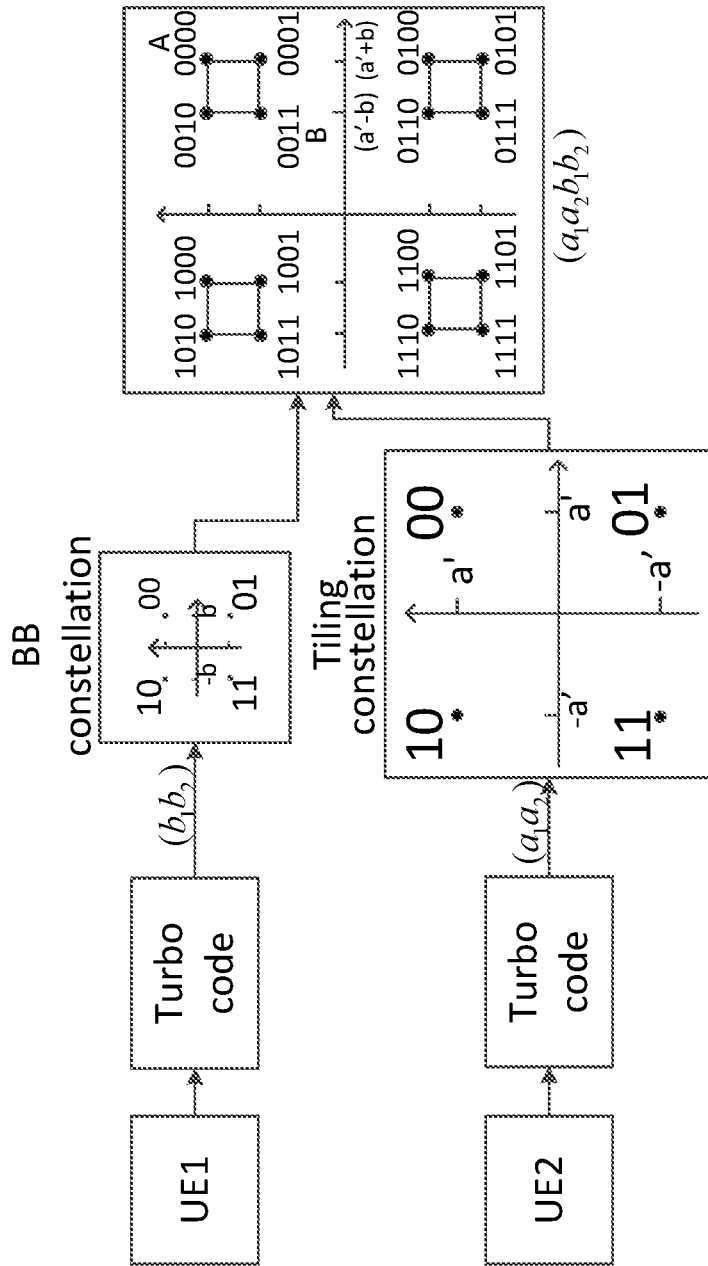 UE1
Turbo
code
(b₁b₂)
BB
constellation
10 00
-b b
11 01
UE2
Turbo
code
(a₁a₂)
Tiling
constellation
10 00
a'
-a' a'
-a'
11 01
A
1010 1000 0010 0000
1011 1001 0011 0001
B
(a'-b) (a'+b)
1110 1100 0110 0100
1111 1101 0111 0101
(a₁a₂b₁b₂)